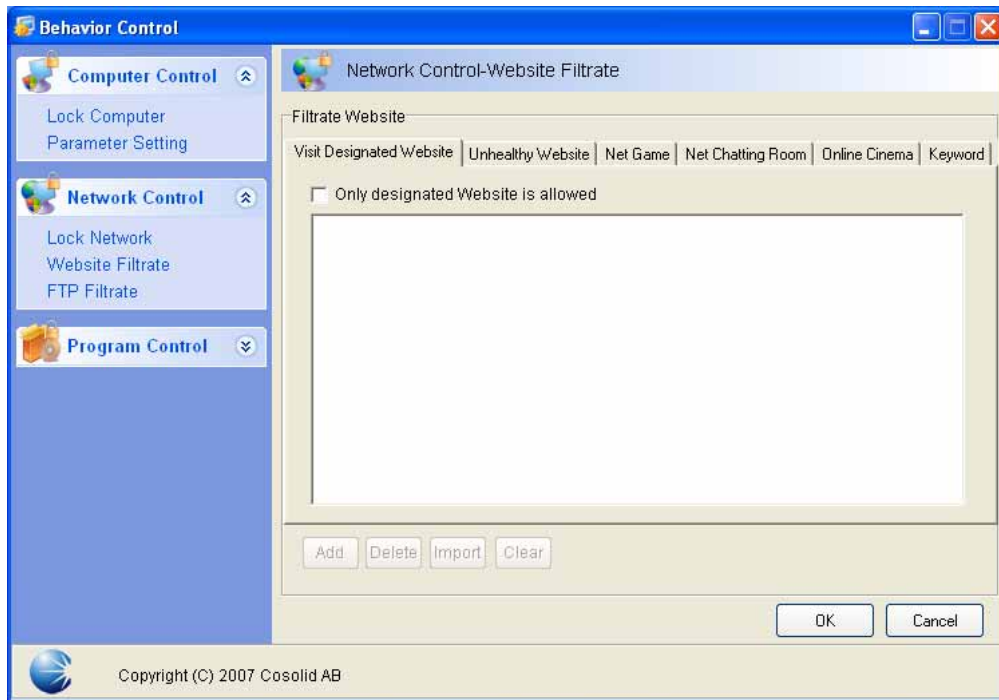 Behavior Control
Computer Control
Lock Computer
Parameter Setting
Network Control
Lock Network
Website Filtrate
FTP Filtrate
Program Control
Network Control-Website Filtrate
Filtrate Website
Visit Designated Website Unhealthy Website Net Game Net Chatting Room Online Cinema Keyword
Only designated Website is allowed
Add Delete Import Clear
OK Cancel
Copyright (C) 2007 Cosolid AB